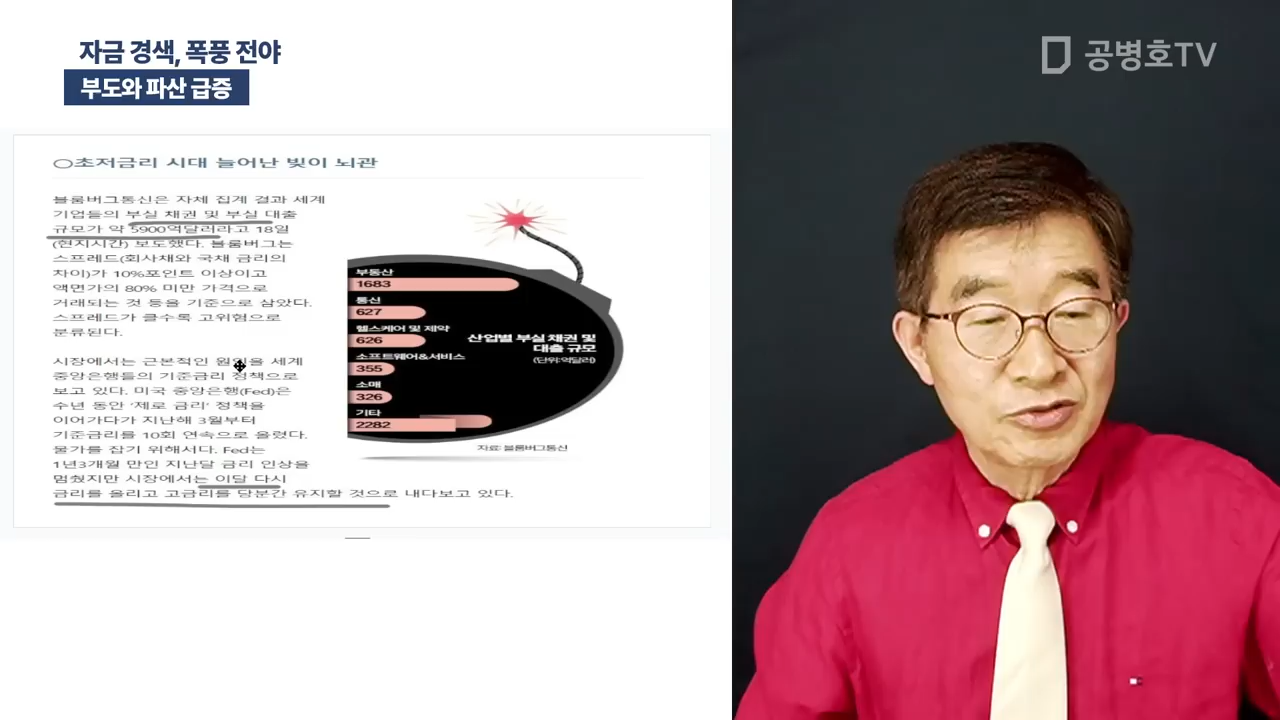 자금 경색, 폭풍 전야
부도와 파산 급증
공병호TV
○초저금리 시대 늘어난 빚이 뇌관
블룸버그통신은 자체 집계 결과 세계
기업들의 부실 채권 및 부실 대출
규모가 약 5900억달러라고 18일
(현지시간) 보도했다. 블룸버그는
스프레드(회사채와 국채 금리의
차이)가 10%포인트 이상이고
액면가의 80% 미만 가격으로
거래되는 것 등을 기준으로 삼았다.
스프레드가 클수록 고위험으로
분류된다.
시장에서는 근본적인 원인을 세계
중앙은행들의 기준금리 정책으로
보고 있다. 미국 중앙은행(Fed)은
수년 동안 '제로 금리' 정책을
이어가다가 지난해 3월부터
기준금리를 10회 연속으로 올렸다.
물가를 잡기 위해서다. Fed는
1년3개월 만인 지난달 금리 인상을
멈췄지만 시장에서는 이달 다시
금리를 올리고 고금리를 당분간 유지할 것으로 내다보고 있다.
부동산
1683
통신
627
헬스케어 및 제약
626
소프트웨어&서비스
355
소매
326
기타
2282
산업별 부실 채권 및
대출 규모
(단위:억달러)
자료: 블룸버그통신